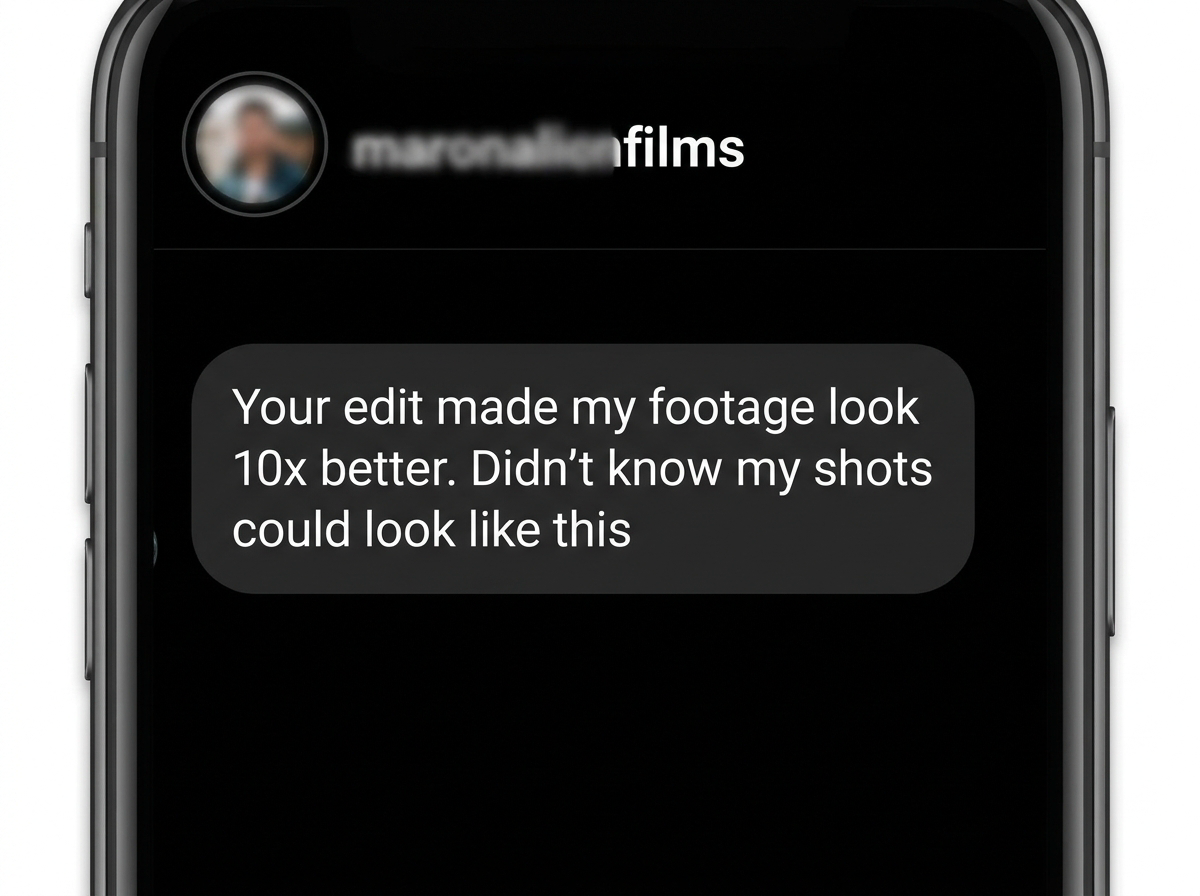 films
Your edit made my footage look
10x better. Didn’t know my shots
could look like this